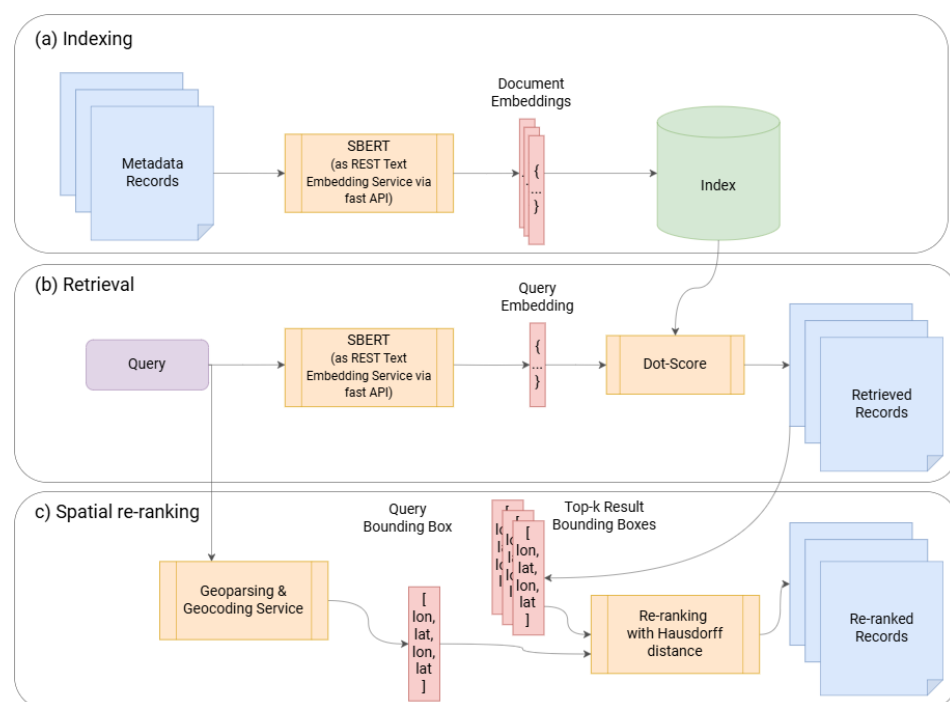 (a) Indexing
Metadata
Records
SBERT
(as REST Text
Embedding Service via
fast API)
Document
Embeddings
{
...
}
Index
(b) Retrieval
Query
SBERT
(as REST Text
Embedding Service via
fast API)
Query
Embedding
{
...
}
Dot-Score
Retrieved
Records
c) Spatial re-ranking
Geoparsing &
Geocoding Service
Query
Bounding Box
[
lon,
lat,
lon,
lat
]
Top-k Result
Bounding Boxes
[
lon,
lat,
lon,
lat
]
Re-ranking
with Hausdorff
distance
Re-ranked
Records